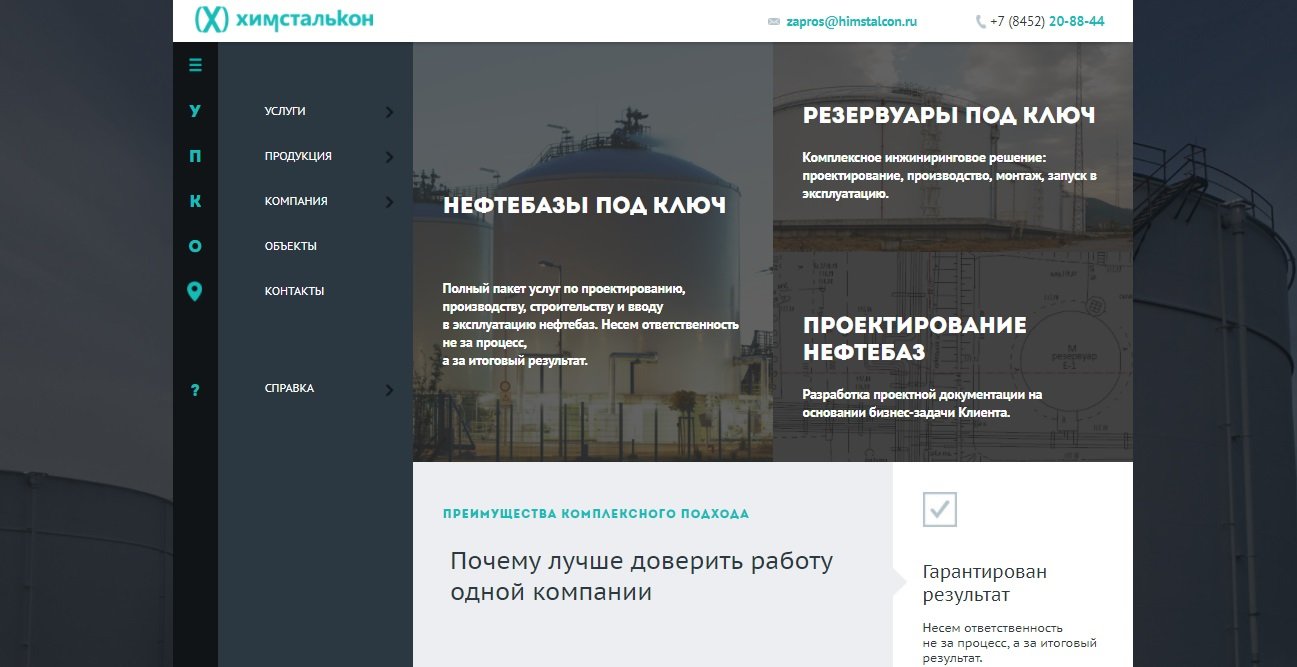 (X) химсталькон
zapros@himstalcon.ru
+7 (8452) 20-88-44
У
УСЛУГИ
П
ПРОДУКЦИЯ
К
КОМПАНИЯ
О
ОБЪЕКТЫ
КОНТАКТЫ
?
СПРАВКА
НЕФТЕБАЗЫ ПОД КЛЮЧ
Полный пакет услуг по проектированию,
производству, строительству и вводу
в эксплуатацию нефтебаз. Несем ответственность
не за процесс,
а за итоговый результат.
РЕЗЕРВУАРЫ ПОД КЛЮЧ
Комплексное инжиниринговое решение:
проектирование, производство, монтаж, запуск в
эксплуатацию.
ПРОЕКТИРОВАНИЕ
НЕФТЕБАЗ
М
резервуар
Е-1
Разработка проектной документации на
основании бизнес-задачи Клиента.
ПРЕИМУЩЕСТВА КОМПЛЕКСНОГО ПОДХОДА
Почему лучше доверить работу
одной компании
Гарантирован
результат
Несем ответственность
не за процесс, а за итоговый
результат.